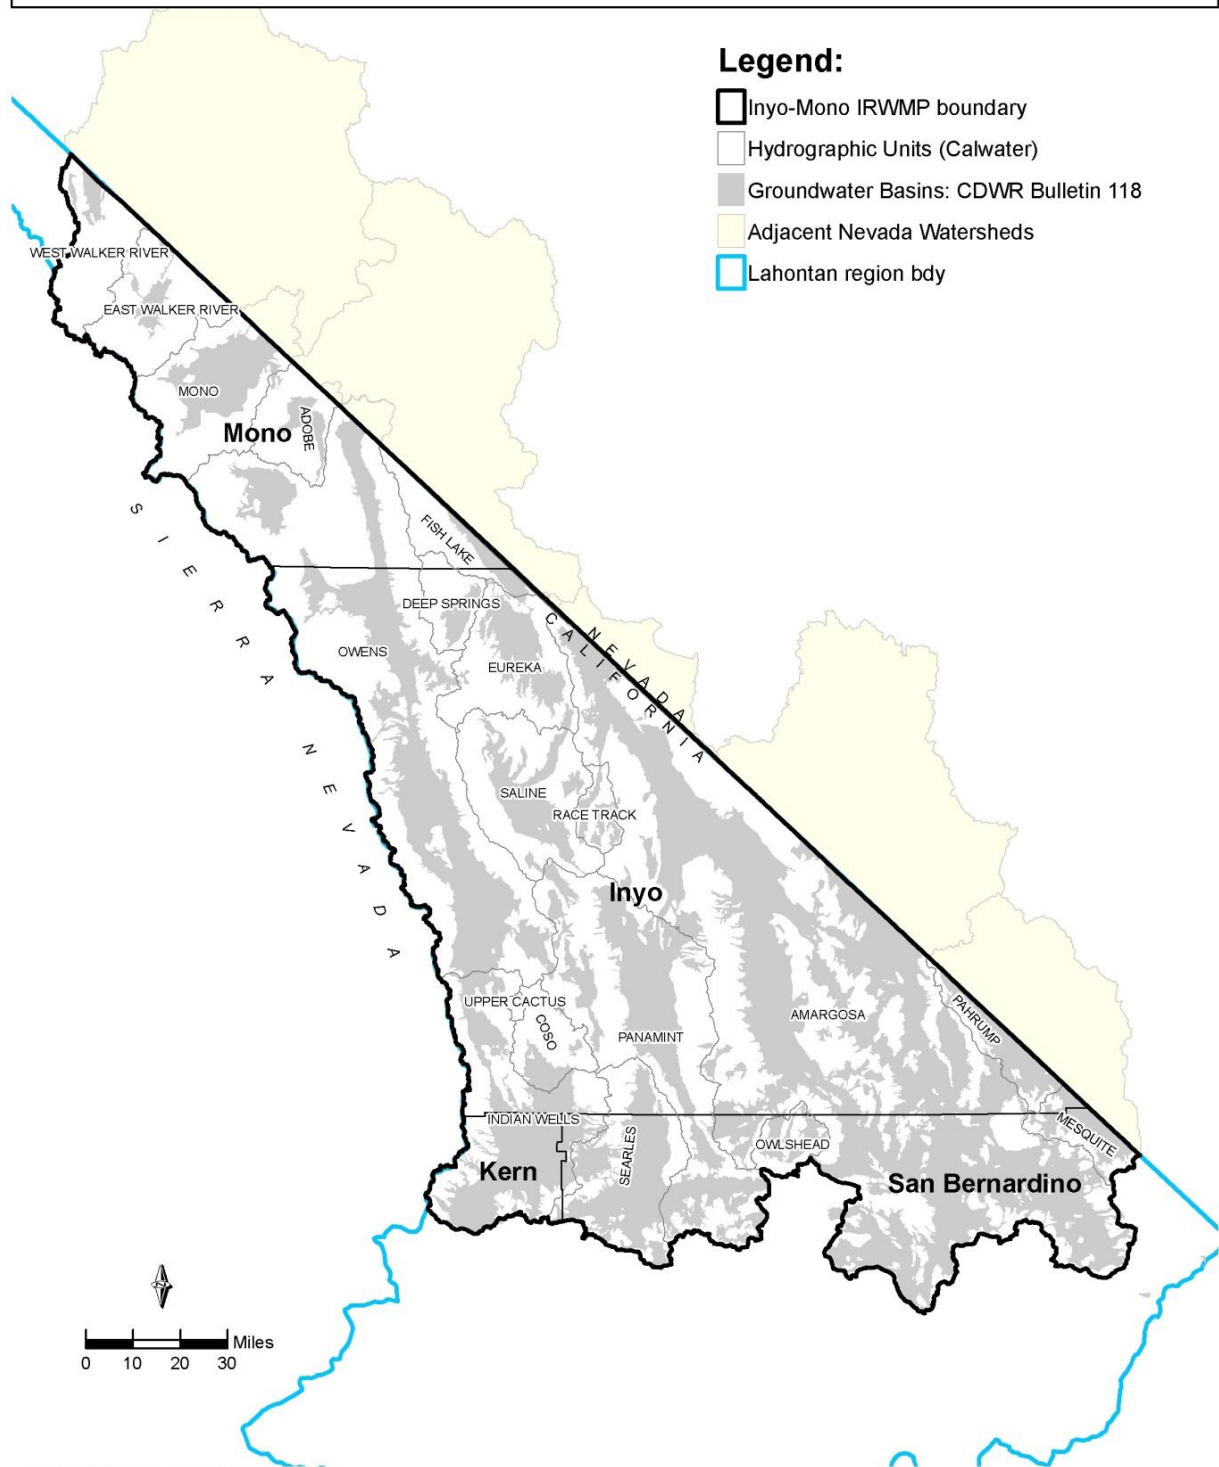 Legend:
Inyo-Mono IRWMP boundary
Hydrographic Units (Calwater)
Groundwater Basins: CDWR Bulletin 118
Adjacent Nevada Watersheds
Lahontan region bdy
WEST WALKER RIVER
EAST WALKER RIVER
MONO
ADOBE
Mono
SIERRA NEVADA
FISH LAKE
DEEP SPRINGS
NEVADA
CALIFORNIA
OWENS
EUREKA
SALINE
RACE TRACK
Inyo
UPPER CACTUS
COSO
PANAMINT
AMARGOSA
PAHRUMP
INDIAN WELLS
SEARLES
OWLSHEAD
MESQUITE
Kern
San Bernardino
N
Miles
0 10 20 30